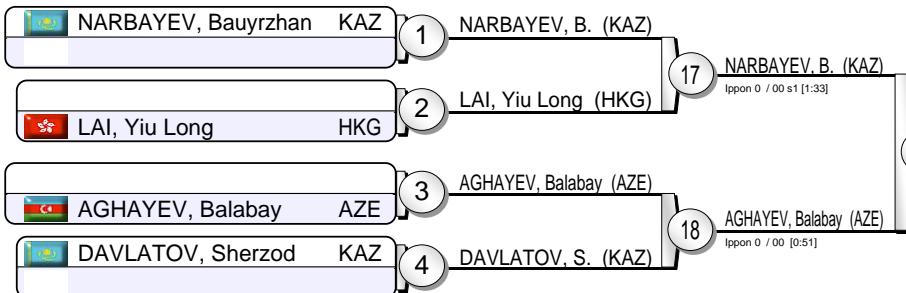 NARBAYEV, Bauyrzhan KAZ
1
NARBAYEV, B. (KAZ)
17
NARBAYEV, B. (KAZ)
Ippon 0 / 00 s1 [1:33]
LAI, Yiu Long HKG
2
LAI, Yiu Long (HKG)
AGHAYEV, Balabay AZE
3
AGHAYEV, Balabay (AZE)
18
AGHAYEV, Balabay (AZE)
Ippon 0 / 00 [0:51]
DAVLATOV, Sherzod KAZ
4
DAVLATOV, S. (KAZ)